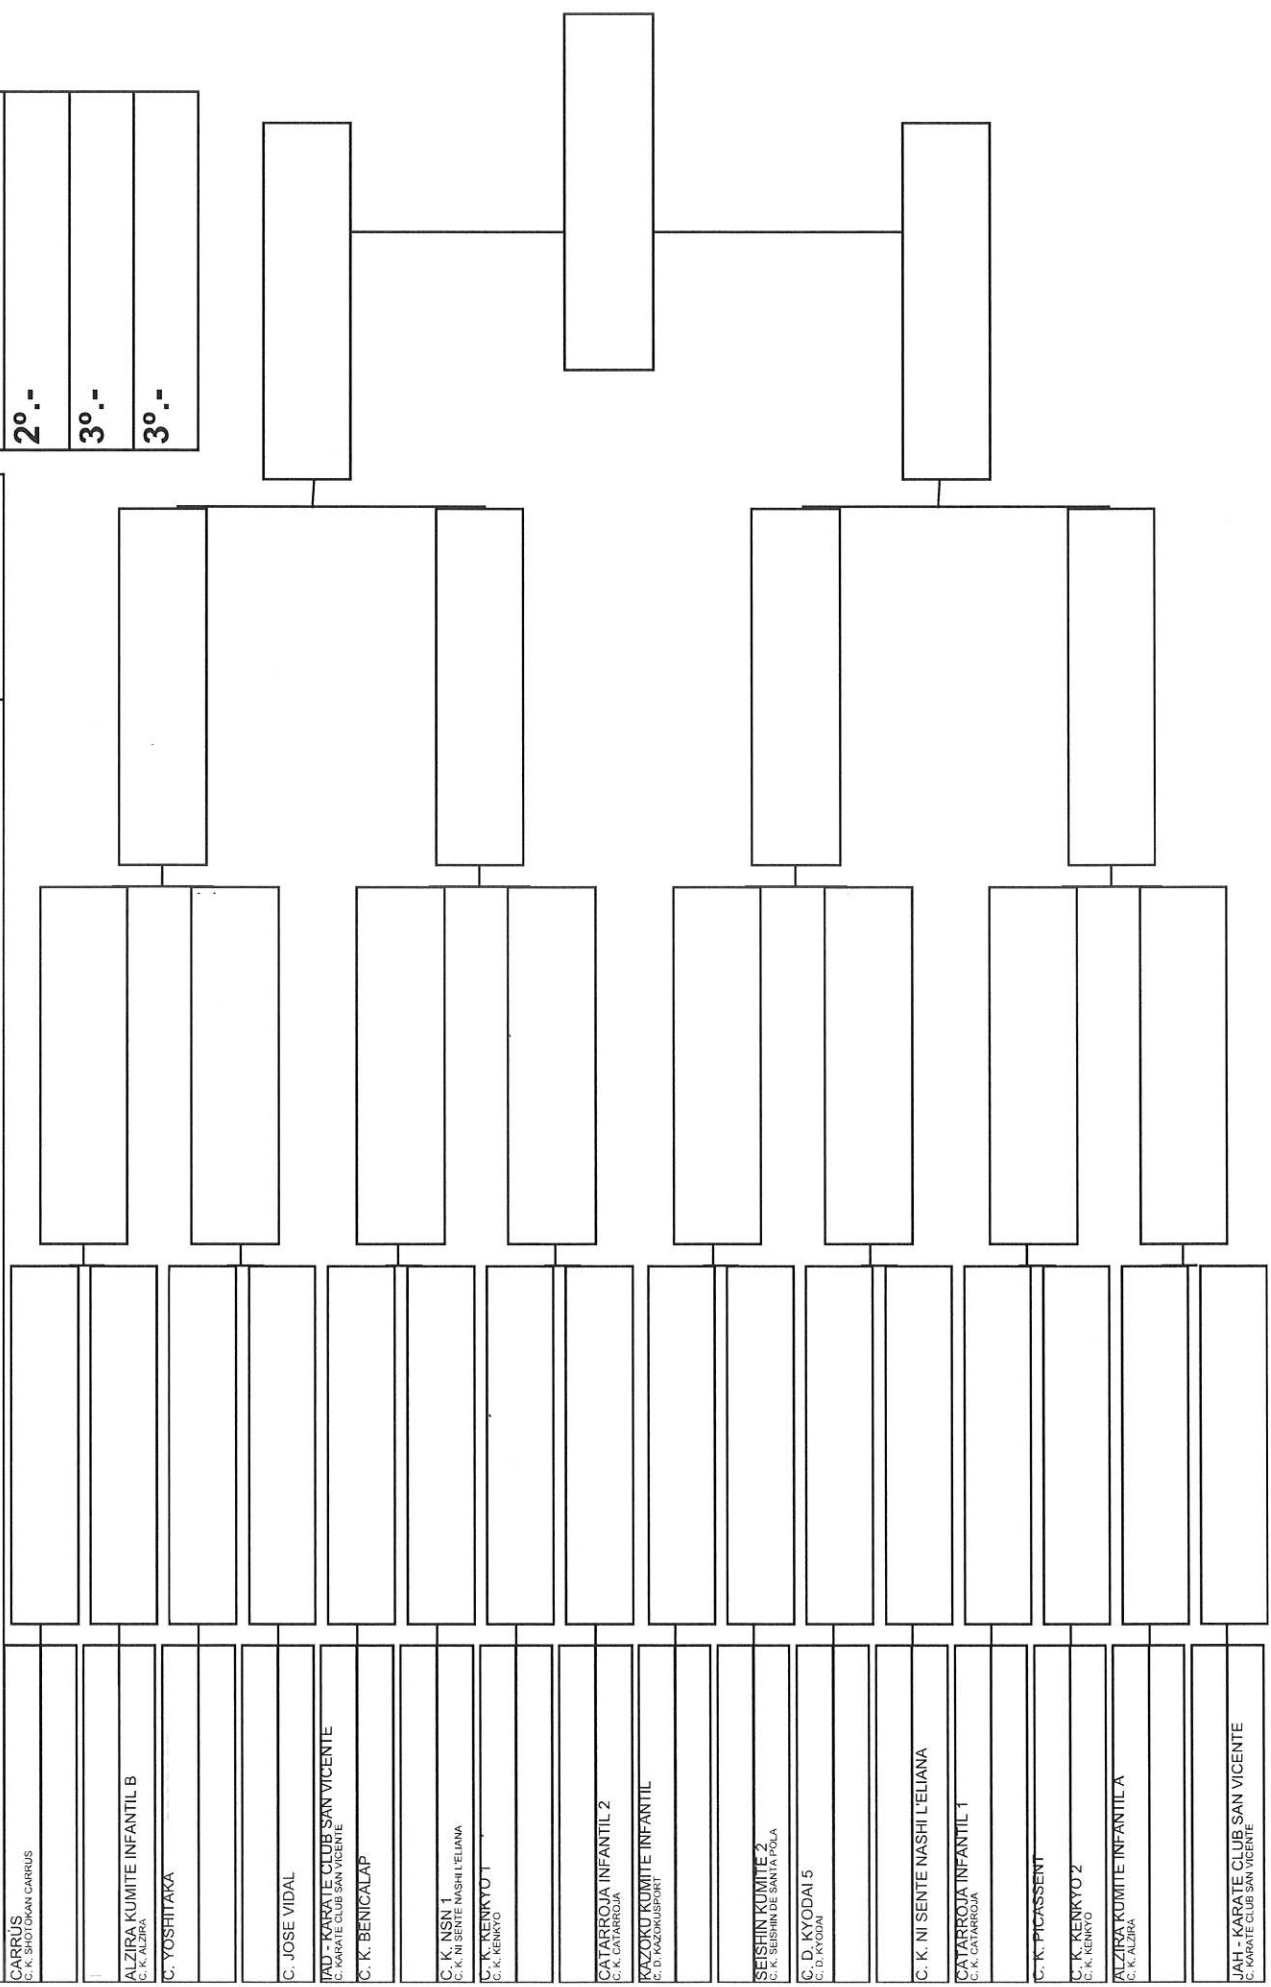 2º.-
3º.-
3º.-
CARRÚS
C. K. SHOTOKAN CARRUS
ALZIRA KUMITE INFANTIL B
C. K. ALZIRA
C. YOSHITAKA
C. JOSE VIDAL
IAD - KARATE CLUB SAN VICENTE
C. KARATE CLUB SAN VICENTE
C. K. BENICALAP
C. K. NSN 1
C. K. NI SENTE NASHI L'ELIANA
C. K. KENKYO 1
C. K. KENKYO
CATARROJA INFANTIL 2
C. K. CATARROJA
KAZOKU KUMITE INFANTIL
C. D. KAZOKUSPORT
SEISHIN KUMITE 2
C. K. SEISHIN DE SANTA POLA
C. D. KYODAI 5
C. D. KYODAI
C. K. NI SENTE NASHI L'ELIANA
CATARROJA INFANTIL 1
C. K. CATARROJA
C. K. PICASSENT
C. K. KENKYO 2
C. K. KENKYO
ALZIRA KUMITE INFANTIL A
C. K. ALZIRA
JAH - KARATE CLUB SAN VICENTE
C. KARATE CLUB SAN VICENTE